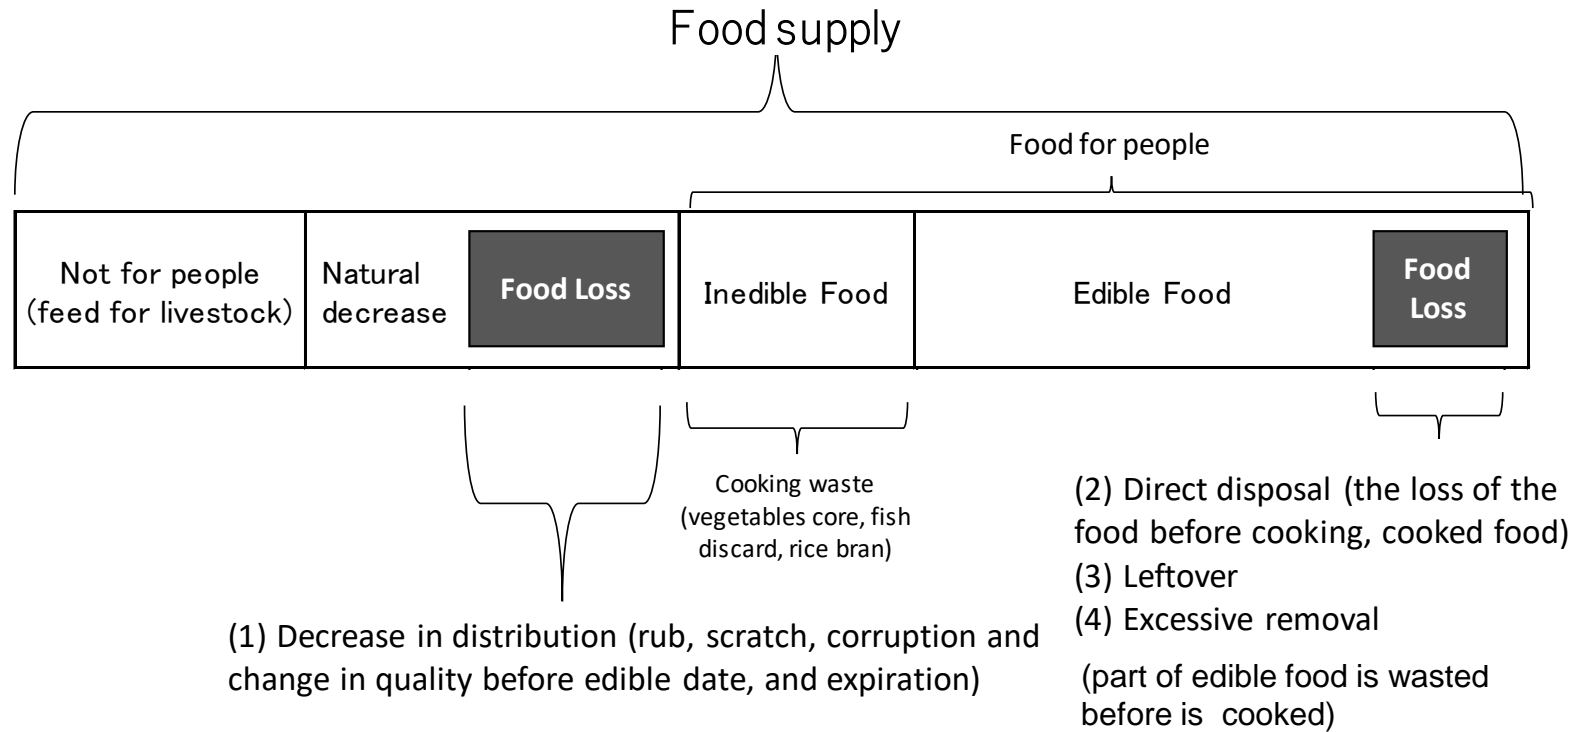 Food supply
Food for people
Not for people
(feed for livestock)
Natural
decrease
Food Loss
Inedible Food
Edible Food
Food
Loss
Cooking waste
(vegetables core, fish
discard, rice bran)
(1) Decrease in distribution (rub, scratch, corruption and
change in quality before edible date, and expiration)
(2) Direct disposal (the loss of the
food before cooking, cooked food)
(3) Leftover
(4) Excessive removal
(part of edible food is wasted
before is cooked)